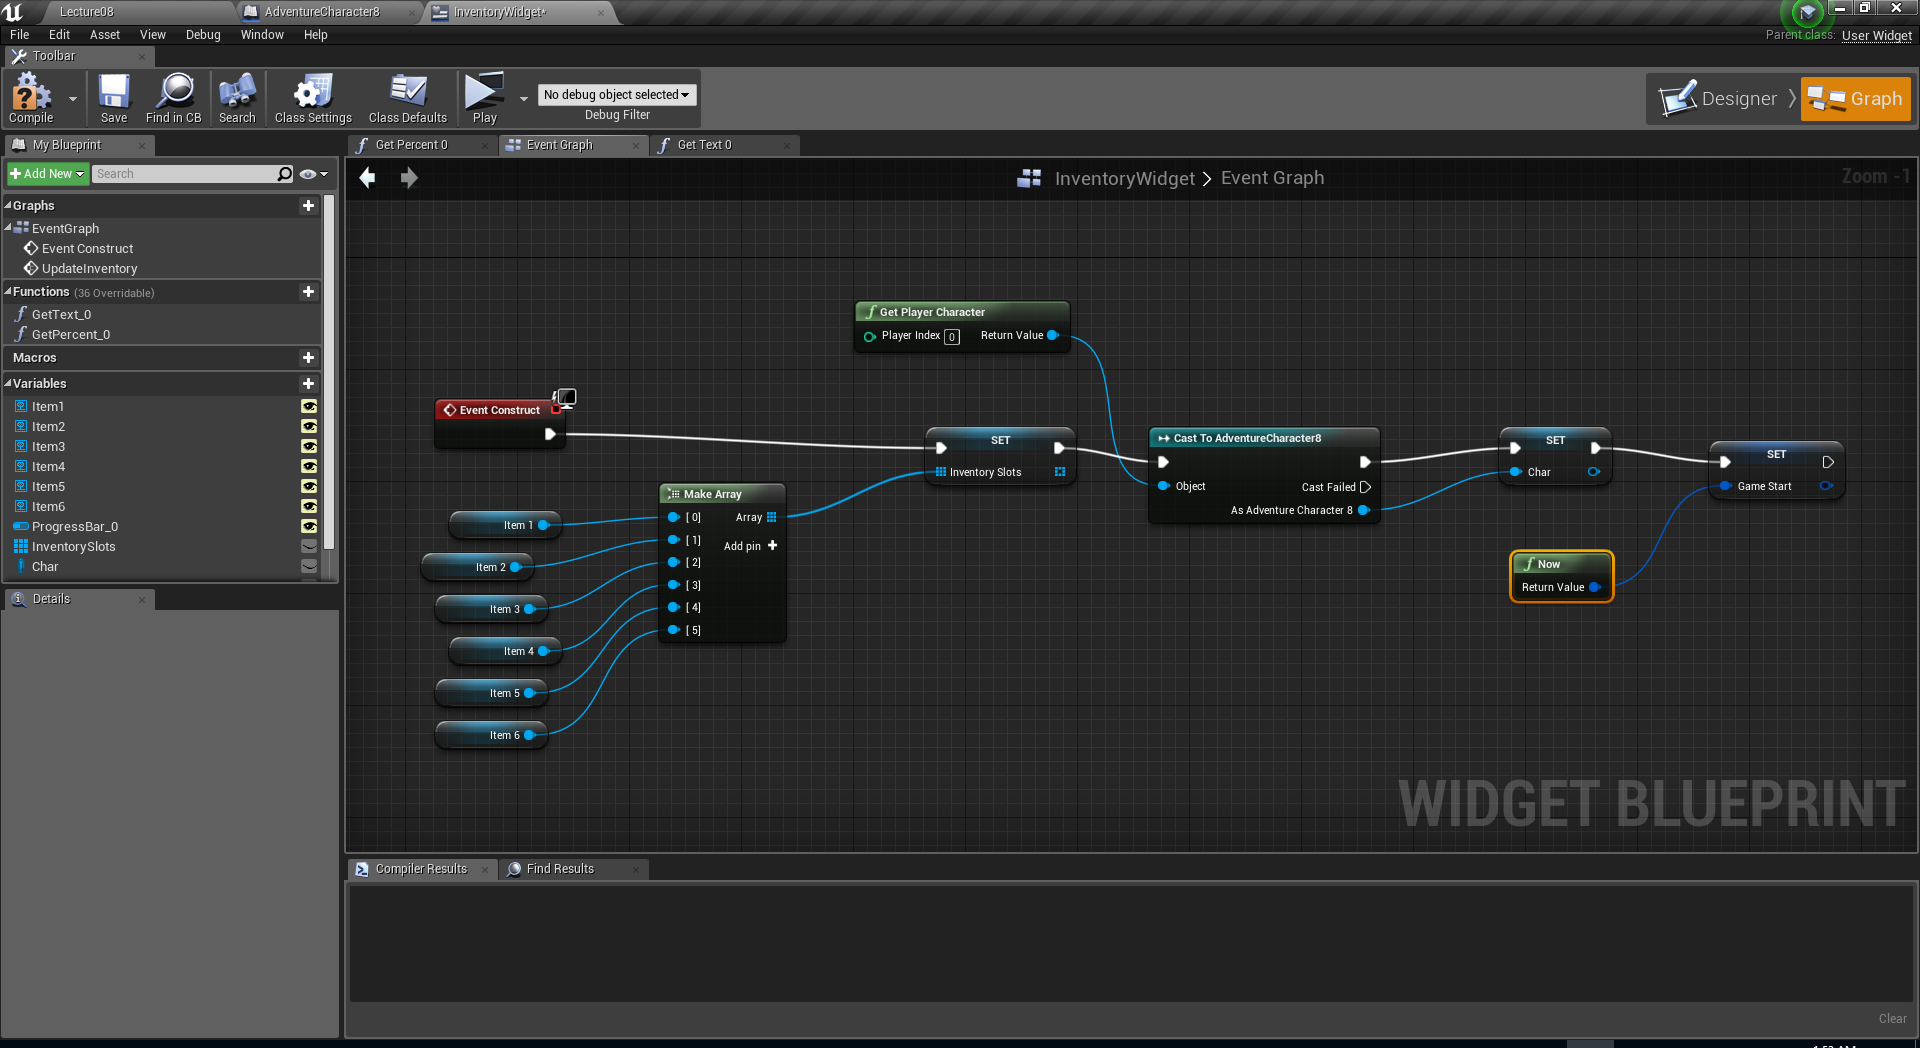 Lecture08
AdventureCharacter8
InventoryWidget*
File Edit Asset View Debug Window Help
Parent class: User Widget
Toolbar
Compile
Save
Find in CB
Search
Class Settings
Class Defaults
Play
No debug object selected
Debug Filter
Designer
Graph
My Blueprint
Add New
Search
Graphs
EventGraph
Event Construct
UpdateInventory
Functions (36 Overridable)
GetText_0
GetPercent_0
Macros
Variables
Item1
Item2
Item3
Item4
Item5
Item6
ProgressBar_0
InventorySlots
Char
Details
Get Percent 0
Event Graph
Get Text 0
InventoryWidget > Event Graph
Zoom -1
Get Player Character
Player Index 0 Return Value
Event Construct
SET
Inventory Slots
Cast To AdventureCharacter8
Object
Cast Failed
As Adventure Character 8
SET
Char
SET
Game Start
Make Array
[ 0] Array
[ 1] Add pin
[ 2]
[ 3]
[ 4]
[ 5]
Item 1
Item 2
Item 3
Item 4
Item 5
Item 6
Now
Return Value
WIDGET BLUEPRINT
Compiler Results
Find Results
Clear